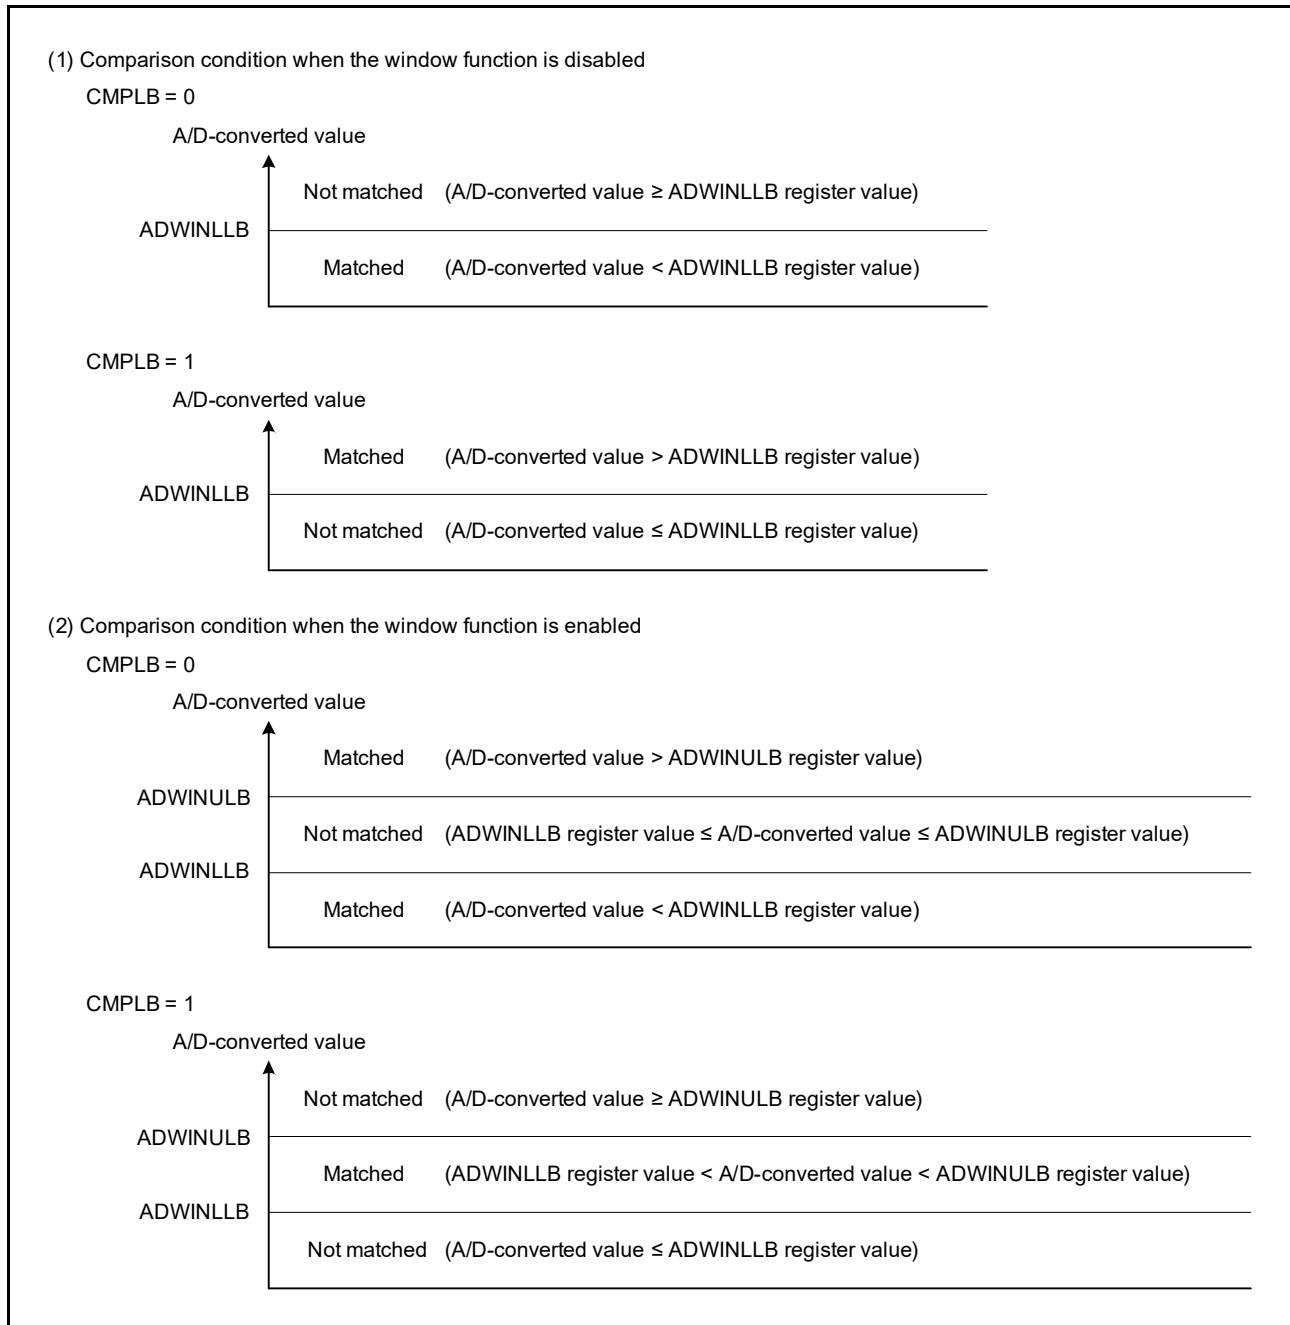 (1) Comparison condition when the window function is disabled
CMPLB = 0
A/D-converted value
Not matched (A/D-converted value ≥ ADWINLLB register value)
ADWINLLB
Matched (A/D-converted value < ADWINLLB register value)
CMPLB = 1
A/D-converted value
Matched (A/D-converted value > ADWINLLB register value)
ADWINLLB
Not matched (A/D-converted value ≤ ADWINLLB register value)
(2) Comparison condition when the window function is enabled
CMPLB = 0
A/D-converted value
Matched (A/D-converted value > ADWINULB register value)
ADWINULB
Not matched (ADWINLLB register value ≤ A/D-converted value ≤ ADWINULB register value)
ADWINLLB
Matched (A/D-converted value < ADWINLLB register value)
CMPLB = 1
A/D-converted value
Not matched (A/D-converted value ≥ ADWINULB register value)
ADWINULB
Matched (ADWINLLB register value < A/D-converted value < ADWINULB register value)
ADWINLLB
Not matched (A/D-converted value ≤ ADWINLLB register value)